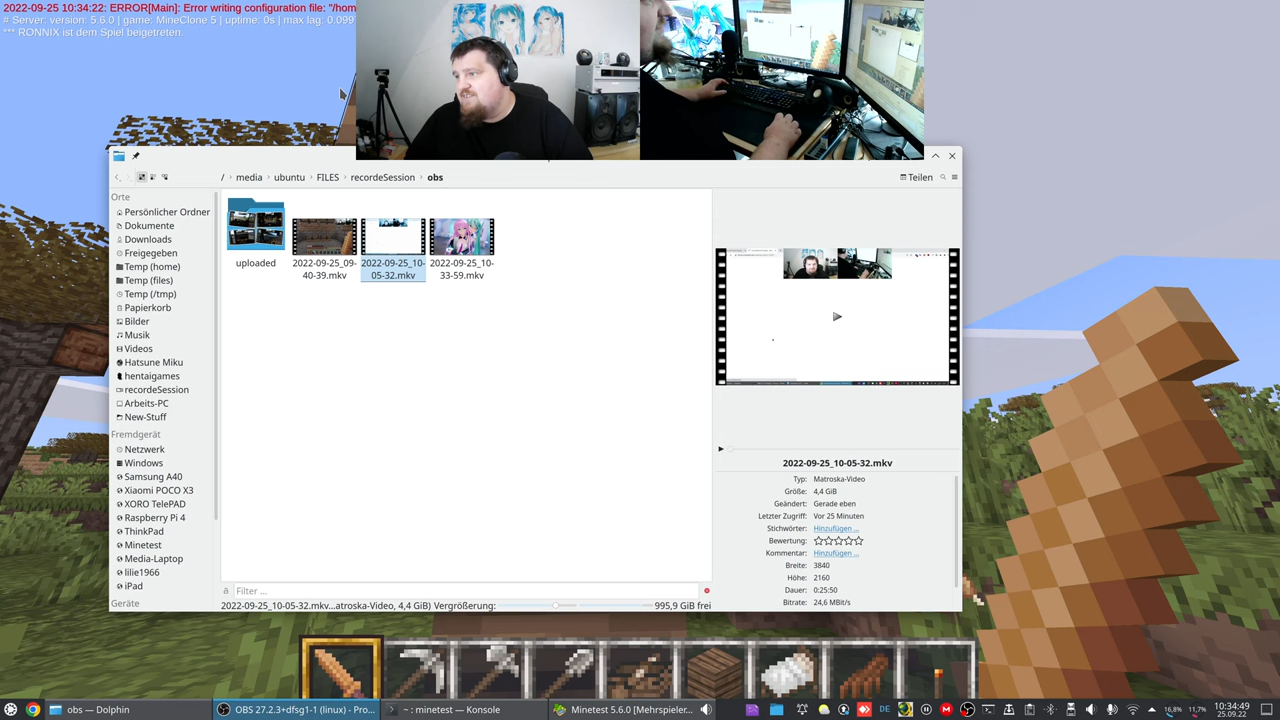 2022-09-25 10:34:22: ERROR[Main]: Error writing configuration file: "/hom
# Server: version: 5.6.0 | game: MineClone 5 | uptime: 0s | max lag: 0.099
*** RONNIX ist dem Spiel beigetreten.
/ media ubuntu FILES recordeSession obs
Teilen
Orte
Persönlicher Ordner
Dokumente
Downloads
Freigegeben
Temp (home)
Temp (files)
Temp (/tmp)
Papierkorb
Bilder
Musik
Videos
Hatsune Miku
hentaigames
recordeSession
Arbeits-PC
New-Stuff
Fremdgerät
Netzwerk
Windows
Samsung A40
Xiaomi POCO X3
XORO TelePAD
Raspberry Pi 4
ThinkPad
Minetest
Media-Laptop
lilie1966
iPad
Geräte
uploaded
2022-09-25_09-
40-39.mkv
2022-09-25_10-
05-32.mkv
2022-09-25_10-
33-59.mkv
2022-09-25_10-05-32.mkv
Typ: Matroska-Video
Größe: 4,4 GiB
Geändert: Gerade eben
Letzter Zugriff: Vor 25 Minuten
Stichwörter: Hinzufügen ...
Bewertung:
Kommentar: Hinzufügen ...
Breite: 3840
Höhe: 2160
Dauer: 0:25:50
Bitrate: 24,6 MBit/s
Filter ...
2022-09-25_10-05-32.mkv...atroska-Video, 4,4 GiB) Vergrößerung: 995,9 GiB frei
obs — Dolphin
OBS 27.2.3+dfsg1-1 (linux) - Pro...
~ : minetest — Konsole
Minetest 5.6.0 [Mehrspieler...
DE
16,8% 11,7%
10:34:49
25.09.22